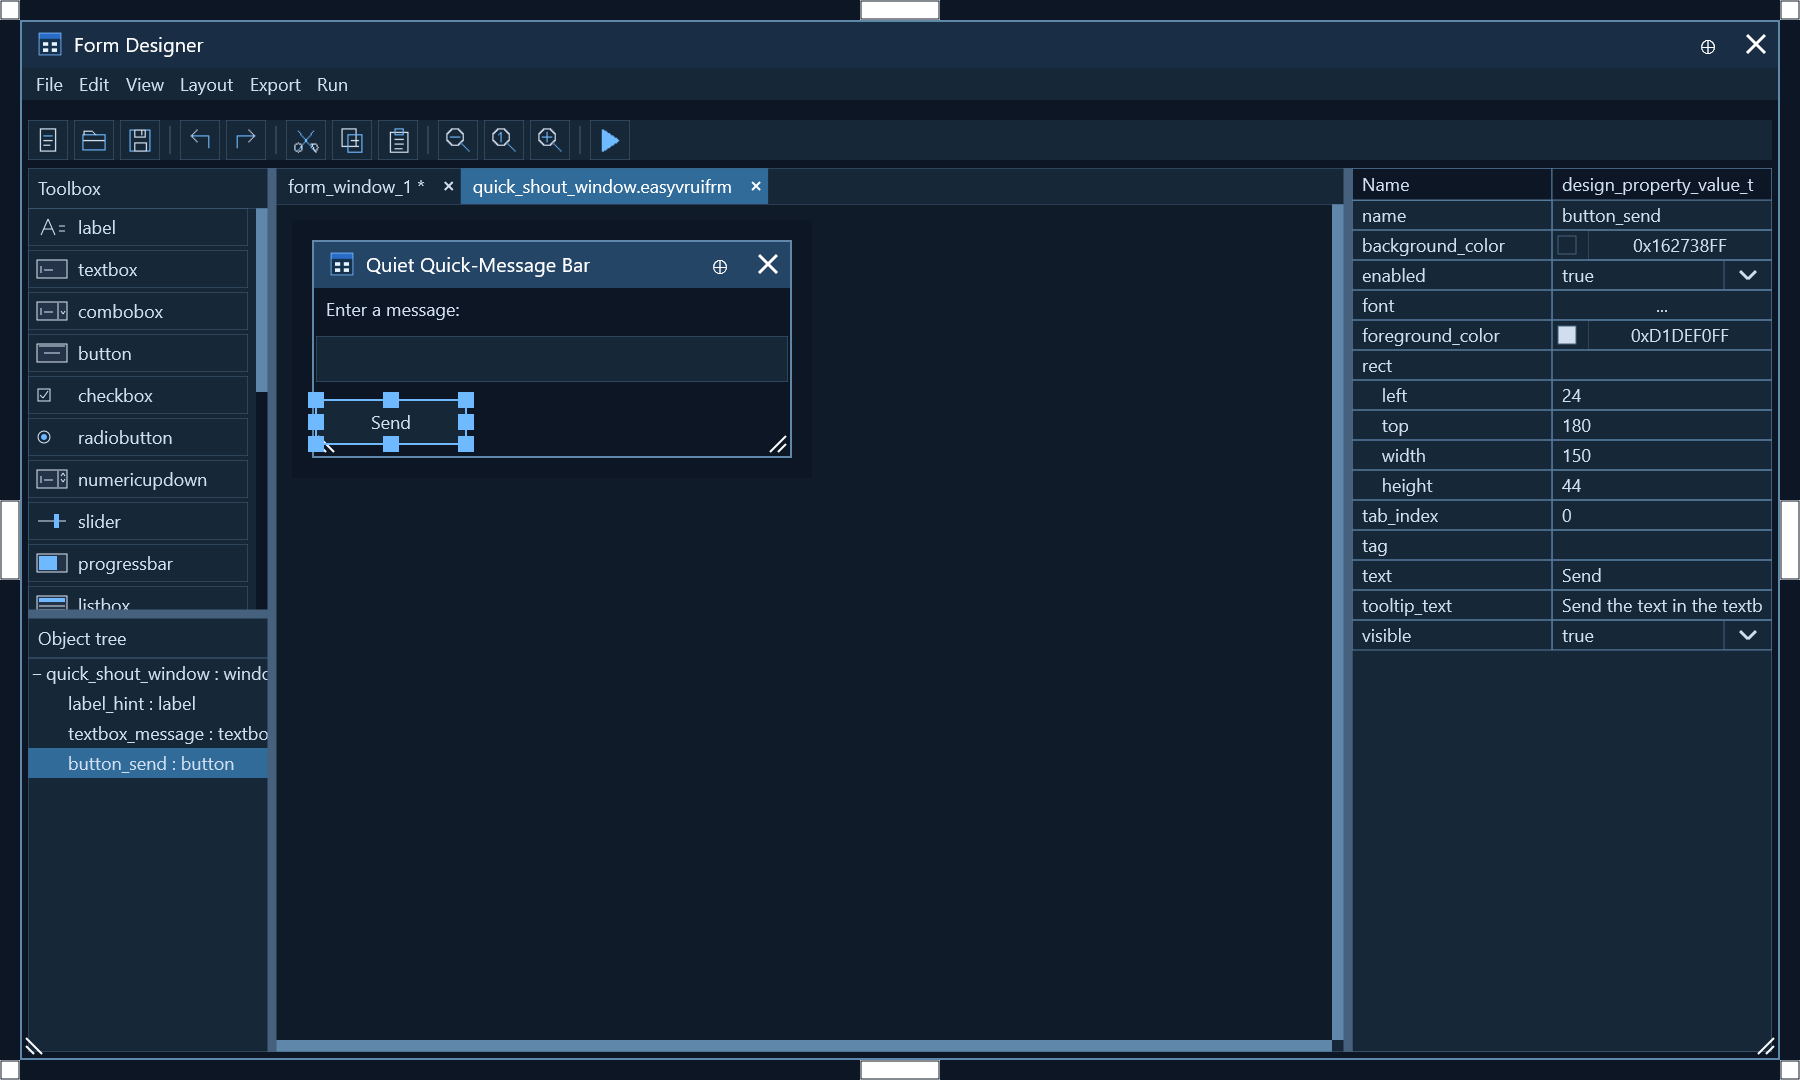 Form Designer
File Edit View Layout Export Run
Toolbox
label
textbox
combobox
button
checkbox
radiobutton
numericupdown
slider
progressbar
listbox
Object tree
quick_shout_window : windo
label_hint : label
textbox_message : textbo
button_send : button
form_window_1 *
quick_shout_window.easyvruifrm
Quiet Quick-Message Bar
Enter a message:
Send
Name design_property_value_t
name button_send
background_color 0x162738FF
enabled true
font ...
foreground_color 0xD1DEF0FF
rect
left 24
top 180
width 150
height 44
tab_index 0
tag
text Send
tooltip_text Send the text in the textb
visible true